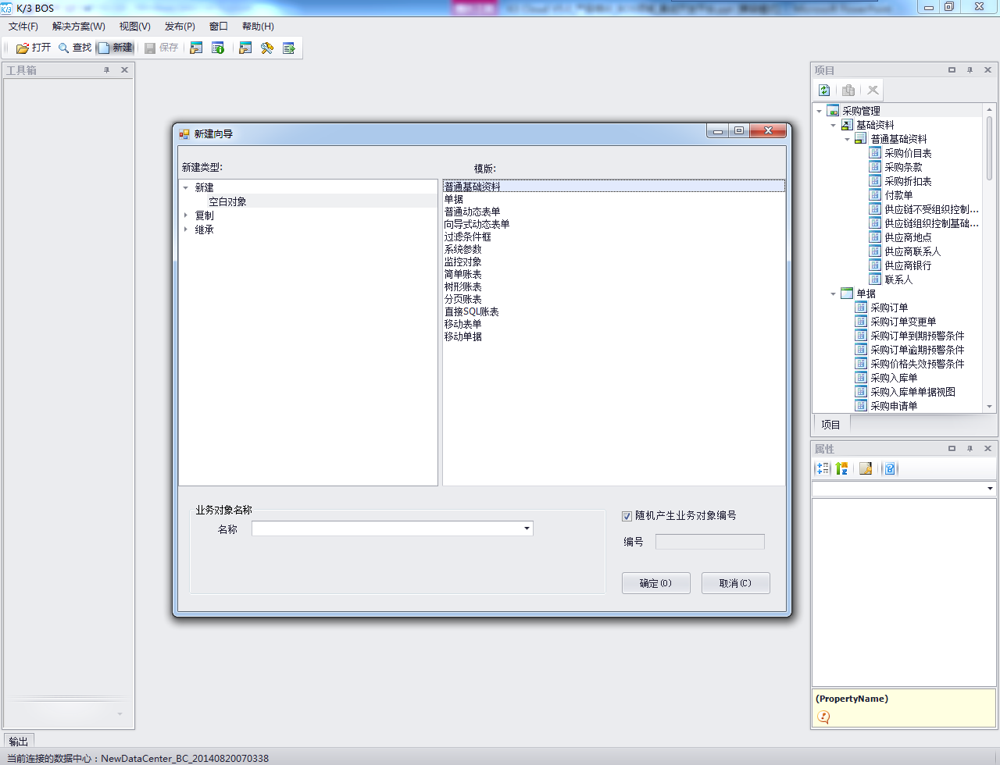 K/3 BOS
文件(F) 解决方案(W) 视图(V) 发布(P) 窗口 帮助(H)
打开 查找 新建 保存
工具箱
项目
采购管理
基础资料
普通基础资料
采购价目表
采购条款
采购折扣表
付款单
供应链不受组织控制...
供应链组织控制基础...
供应商地点
供应商联系人
供应商银行
联系人
单据
采购订单
采购订单变更单
采购订单到期预警条件
采购订单逾期预警条件
采购价格失效预警条件
采购入库单
采购入库单单据视图
采购申请单
项目
新建向导
新建类型:
模版:
新建
空白对象
复制
继承
普通基础资料
单据
普通动态表单
向导式动态表单
过滤条件框
系统参数
监控对象
简单账表
树形账表
分页账表
直接SQL账表
移动表单
移动单据
业务对象名称
名称
随机产生业务对象编号
编号
确定(O)
取消(C)
属性
(PropertyName)
输出
当前连接的数据中心：NewDataCenter_BC_20140820070338